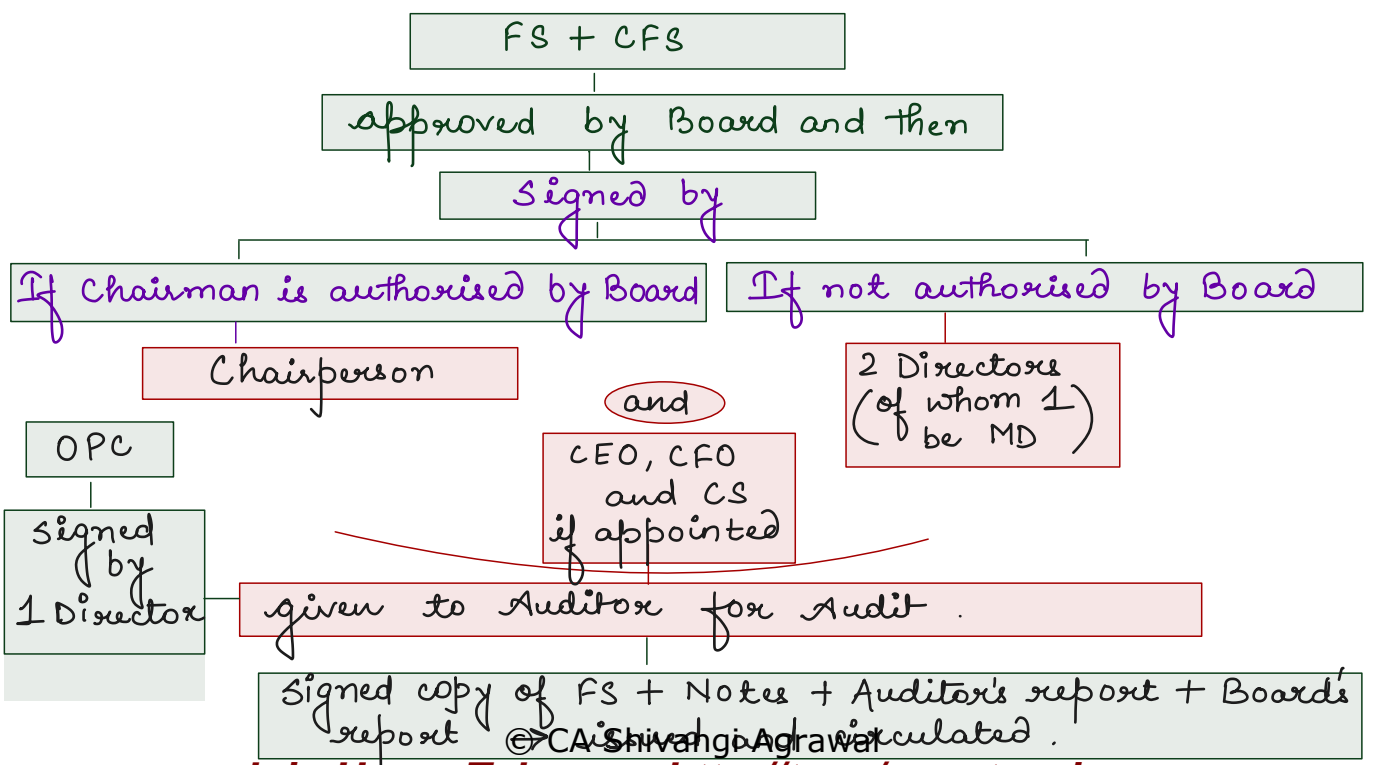 FS + CFS
approved by Board and then
Signed by
If Chairman is authorised by Board
If not authorised by Board
Chairperson
2 Directors
(of whom 1
be MD)
and
CEO, CFO
and CS
if appointed
OPC
signed
by
1 Director
given to Auditor for Audit.
Signed copy of FS + Notes + Auditor's report + Board's
report → issued and circulated.
© CA Shivangi Agrawal